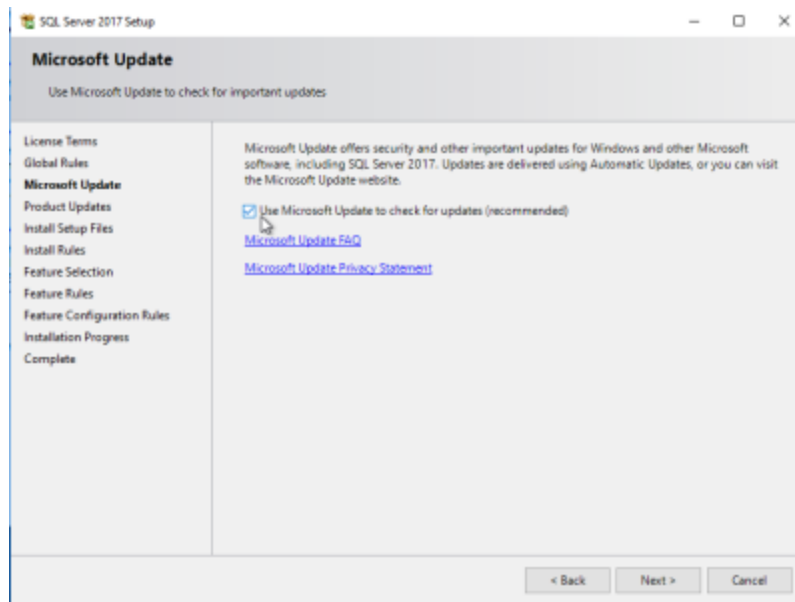 SQL Server 2017 Setup
Microsoft Update
Use Microsoft Update to check for important updates
License Terms
Global Rules
Microsoft Update
Product Updates
Install Setup Files
Install Rules
Feature Selection
Feature Rules
Feature Configuration Rules
Installation Progress
Complete
Microsoft Update offers security and other important updates for Windows and other Microsoft
software, including SQL Server 2017. Updates are delivered using Automatic Updates, or you can visit
the Microsoft Update website.
Use Microsoft Update to check for updates (recommended)
Microsoft Update FAQ
Microsoft Update Privacy Statement
< Back
Next >
Cancel